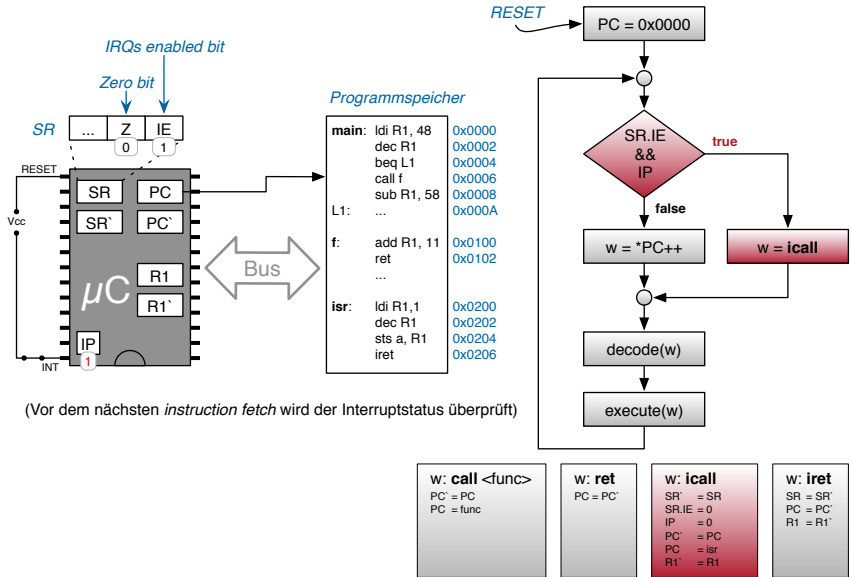 IRQs enabled bit
Zero bit
SR
... Z IE
0 1
RESET
Vcc
INT
SR PC
SR` PC`
µC
R1
R1`
IP
1
Bus
Programmspeicher
main: ldi R1, 48 0x0000
dec R1 0x0002
beq L1 0x0004
call f 0x0006
sub R1, 58 0x0008
L1: ... 0x000A
f: add R1, 11 0x0100
ret 0x0102
...
isr: ldi R1,1 0x0200
dec R1 0x0202
sts a, R1 0x0204
iret 0x0206
(Vor dem nächsten instruction fetch wird der Interruptstatus überprüft)
RESET
PC = 0x0000
SR.IE
&&
IP
true
false
w = *PC++
w = icall
decode(w)
execute(w)
w: call <func>
PC` = PC
PC = func
w: ret
PC = PC`
w: icall
SR` = SR
SR.IE = 0
IP = 0
PC` = PC
PC = isr
R1` = R1
w: iret
SR = SR`
PC = PC`
R1 = R1`